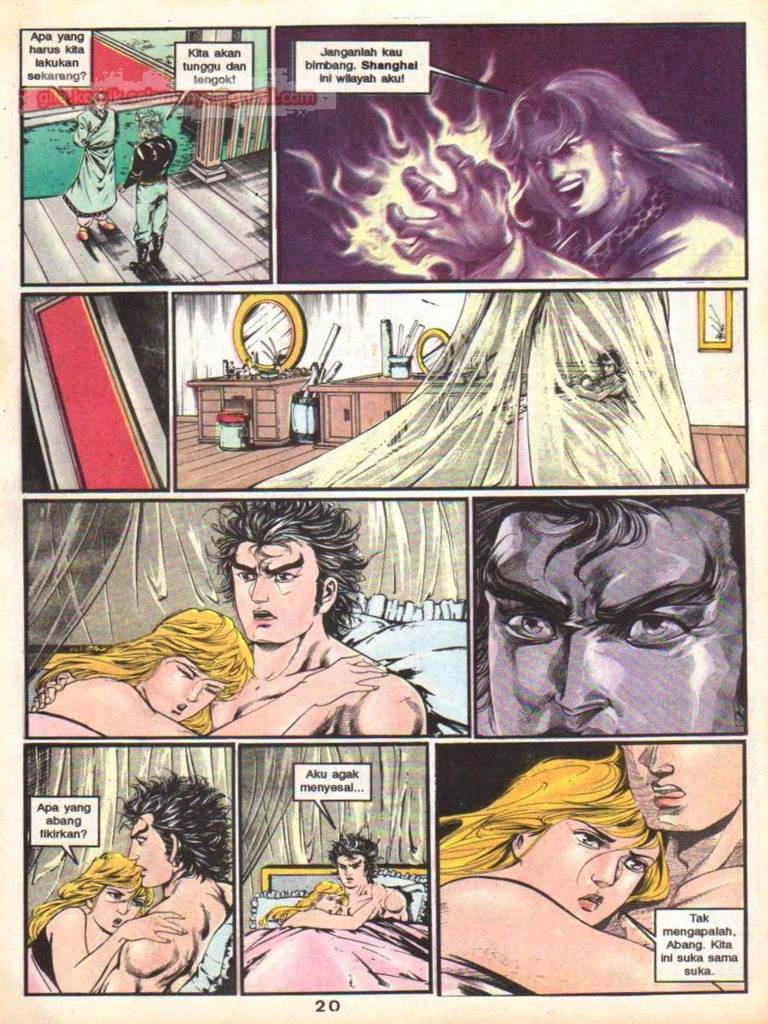 Apa yang
harus kita
lakukan
sekarang?
Kita akan
tunggu dan
tengok!
Janganlah kau
bimbang. Shanghai
ini wilayah aku!
Apa yang
abang
fikirkan?
Aku agak
menyesal...
Tak
mengapalah,
Abang. Kita
ini suka sama
suka.
20